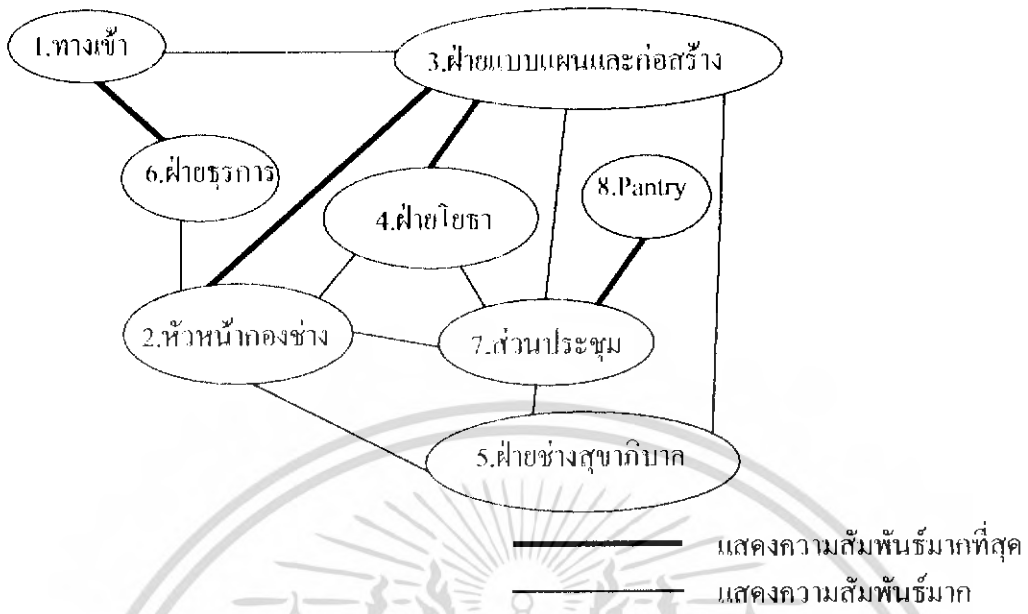 1.ทางเข้า
3.ฝ่ายแบบแผนและก่อสร้าง
6.ฝ่ายธุรการ
4.ฝ่ายโยธา
8.Pantry
2.หัวหน้ากองช่าง
7.ส่วนประชุม
5.ฝ่ายช่างสุขาภิบาล
แสดงความสัมพันธ์มากที่สุด
แสดงความสัมพันธ์มาก